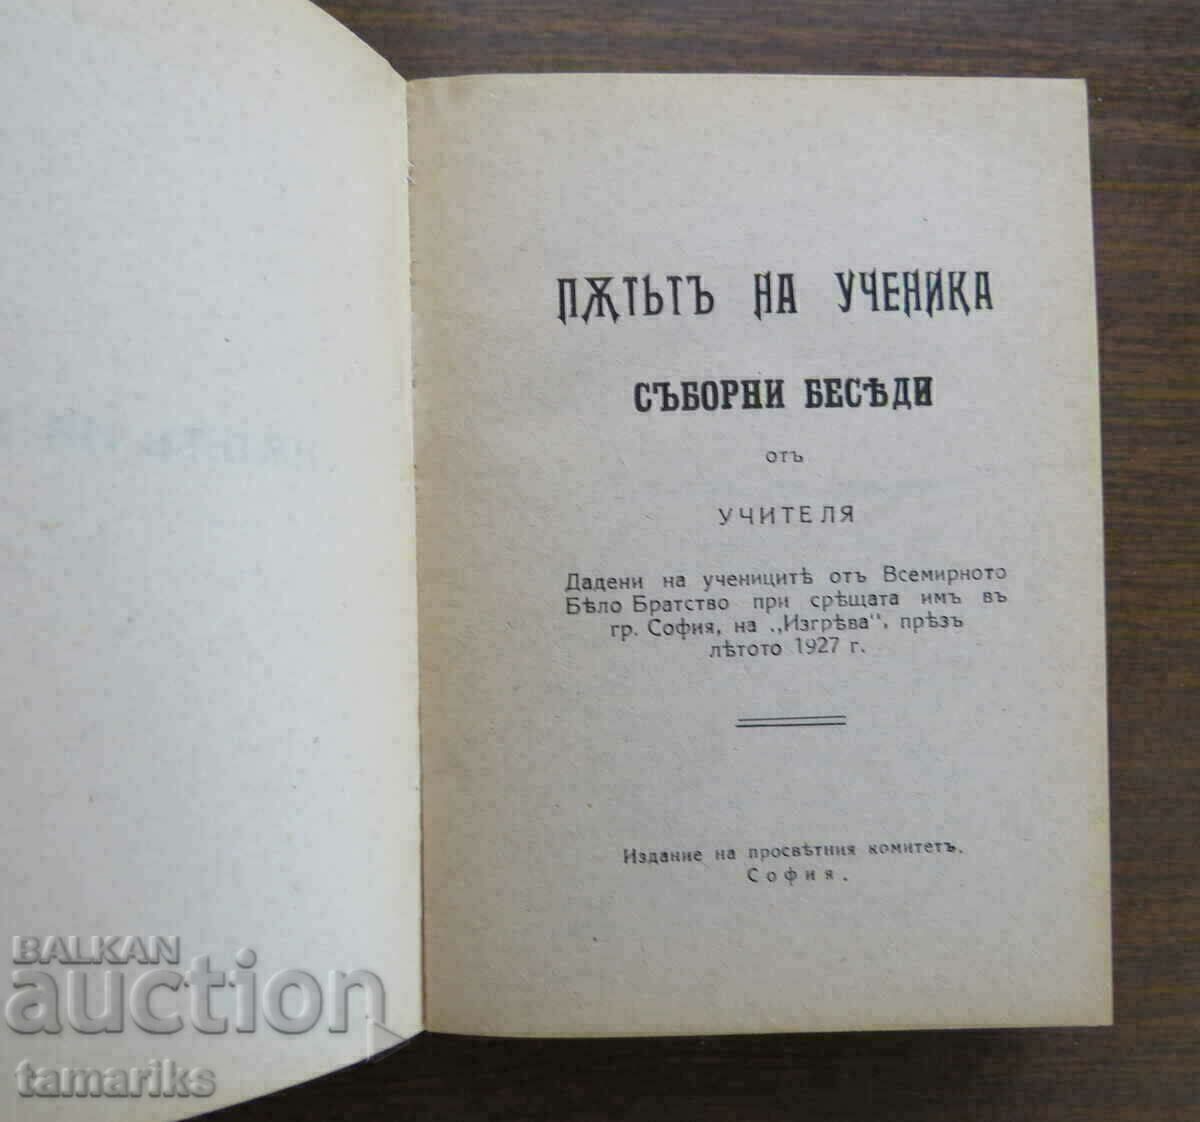 ПѪТЬТЪ НА УЧЕНИКА
СЪБОРНИ БЕСѢДИ
отъ
УЧИТЕЛЯ
Дадени на ученицитѣ отъ Всемирното
Бѣло Братство при срѣщата имъ въ
гр. София, на „Изгрѣва", прѣзъ
лѣтото 1927 г.
Издание на просвѣтния комитетъ.
София.
BALKAN
auction
tamariks